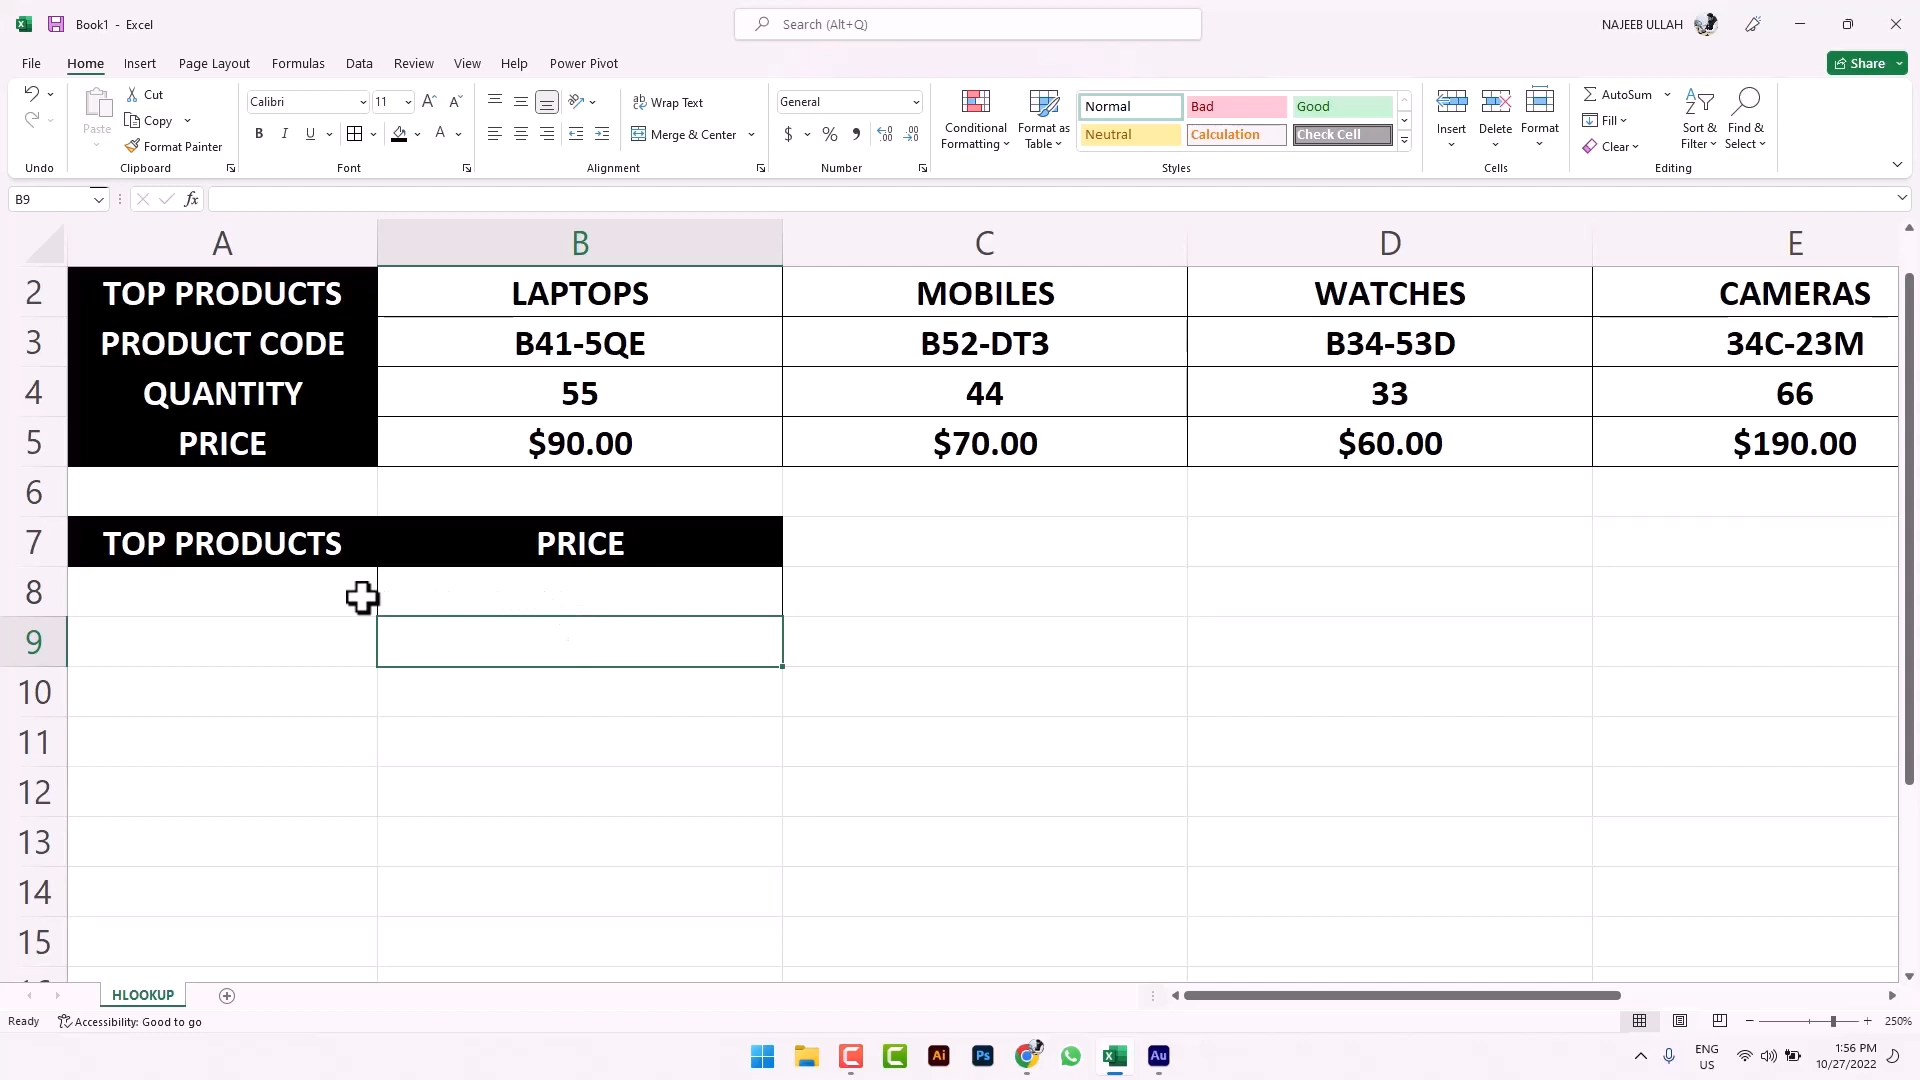 Book1 - Excel
Search (Alt+Q)
NAJEEB ULLAH
File Home Insert Page Layout Formulas Data Review View Help Power Pivot
Share
Undo
Paste
Cut
Copy
Format Painter
Clipboard
Calibri 11
B I U
Font
Wrap Text
Merge & Center
Alignment
General
$ % 9
Number
Conditional Formatting
Format as Table
Normal Bad Good
Neutral Calculation Check Cell
Styles
Insert Delete Format
Cells
AutoSum
Fill
Clear
Sort & Filter
Find & Select
Editing
B9
fx
A B C D E
2 TOP PRODUCTS LAPTOPS MOBILES WATCHES CAMERAS
3 PRODUCT CODE B41-5QE B52-DT3 B34-53D 34C-23M
4 QUANTITY 55 44 33 66
5 PRICE $90.00 $70.00 $60.00 $190.00
6
7 TOP PRODUCTS PRICE
8
9
10
11
12
13
14
15
HLOOKUP
Ready
Accessibility: Good to go
250%
Ai Ps Au
ENG
US
1:56 PM
10/27/2022